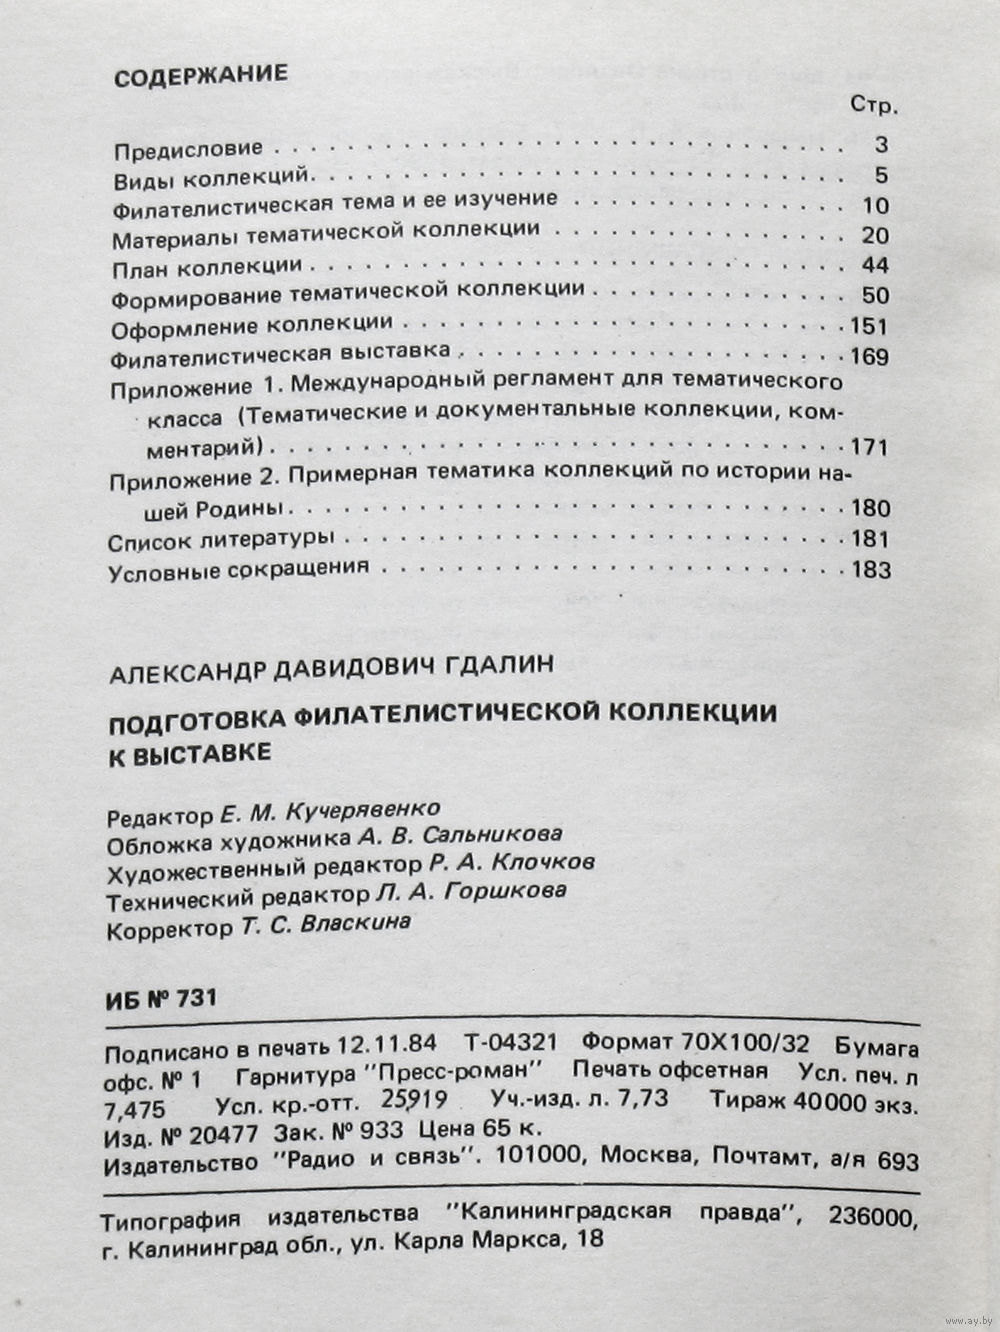 СОДЕРЖАНИЕ
Стр.
Предисловие . . . . . . . . . . . . . . . . . . . . . . . . . . . . . . 3
Виды коллекций. . . . . . . . . . . . . . . . . . . . . . . . . . . . 5
Филателистическая тема и ее изучение . . . . . . . . . . . . . . 10
Материалы тематической коллекции . . . . . . . . . . . . . . . 20
План коллекции . . . . . . . . . . . . . . . . . . . . . . . . . . . . 44
Формирование тематической коллекции . . . . . . . . . . . . . 50
Оформление коллекции . . . . . . . . . . . . . . . . . . . . . . . 151
Филателистическая выставка . . . . . . . . . . . . . . . . . . . . 169
Приложение 1. Международный регламент для тематического
класса (Тематические и документальные коллекции, ком-
ментарий) . . . . . . . . . . . . . . . . . . . . . . . . . . . . . 171
Приложение 2. Примерная тематика коллекций по истории на-
шей Родины. . . . . . . . . . . . . . . . . . . . . . . . . . . . 180
Список литературы . . . . . . . . . . . . . . . . . . . . . . . . . . 181
Условные сокращения . . . . . . . . . . . . . . . . . . . . . . . . 183
АЛЕКСАНДР ДАВИДОВИЧ ГДАЛИН
ПОДГОТОВКА ФИЛАТЕЛИСТИЧЕСКОЙ КОЛЛЕКЦИИ
К ВЫСТАВКЕ
Редактор Е. М. Кучерявенко
Обложка художника А. В. Сальникова
Художественный редактор Р. А. Клочков
Технический редактор Л. А. Горшкова
Корректор Т. С. Власкина
ИБ № 731
Подписано в печать 12.11.84 Т-04321 Формат 70X100/32 Бумага
офс. № 1 Гарнитура "Пресс-роман" Печать офсетная Усл. печ. л
7,475 Усл. кр.-отт. 25,919 Уч.-изд. л. 7,73 Тираж 40000 экз.
Изд. № 20477 Зак. № 933 Цена 65 к.
Издательство "Радио и связь". 101000, Москва, Почтамт, а/я 693
Типография издательства "Калининградская правда", 236000,
г. Калининград обл., ул. Карла Маркса, 18
www.ay.by